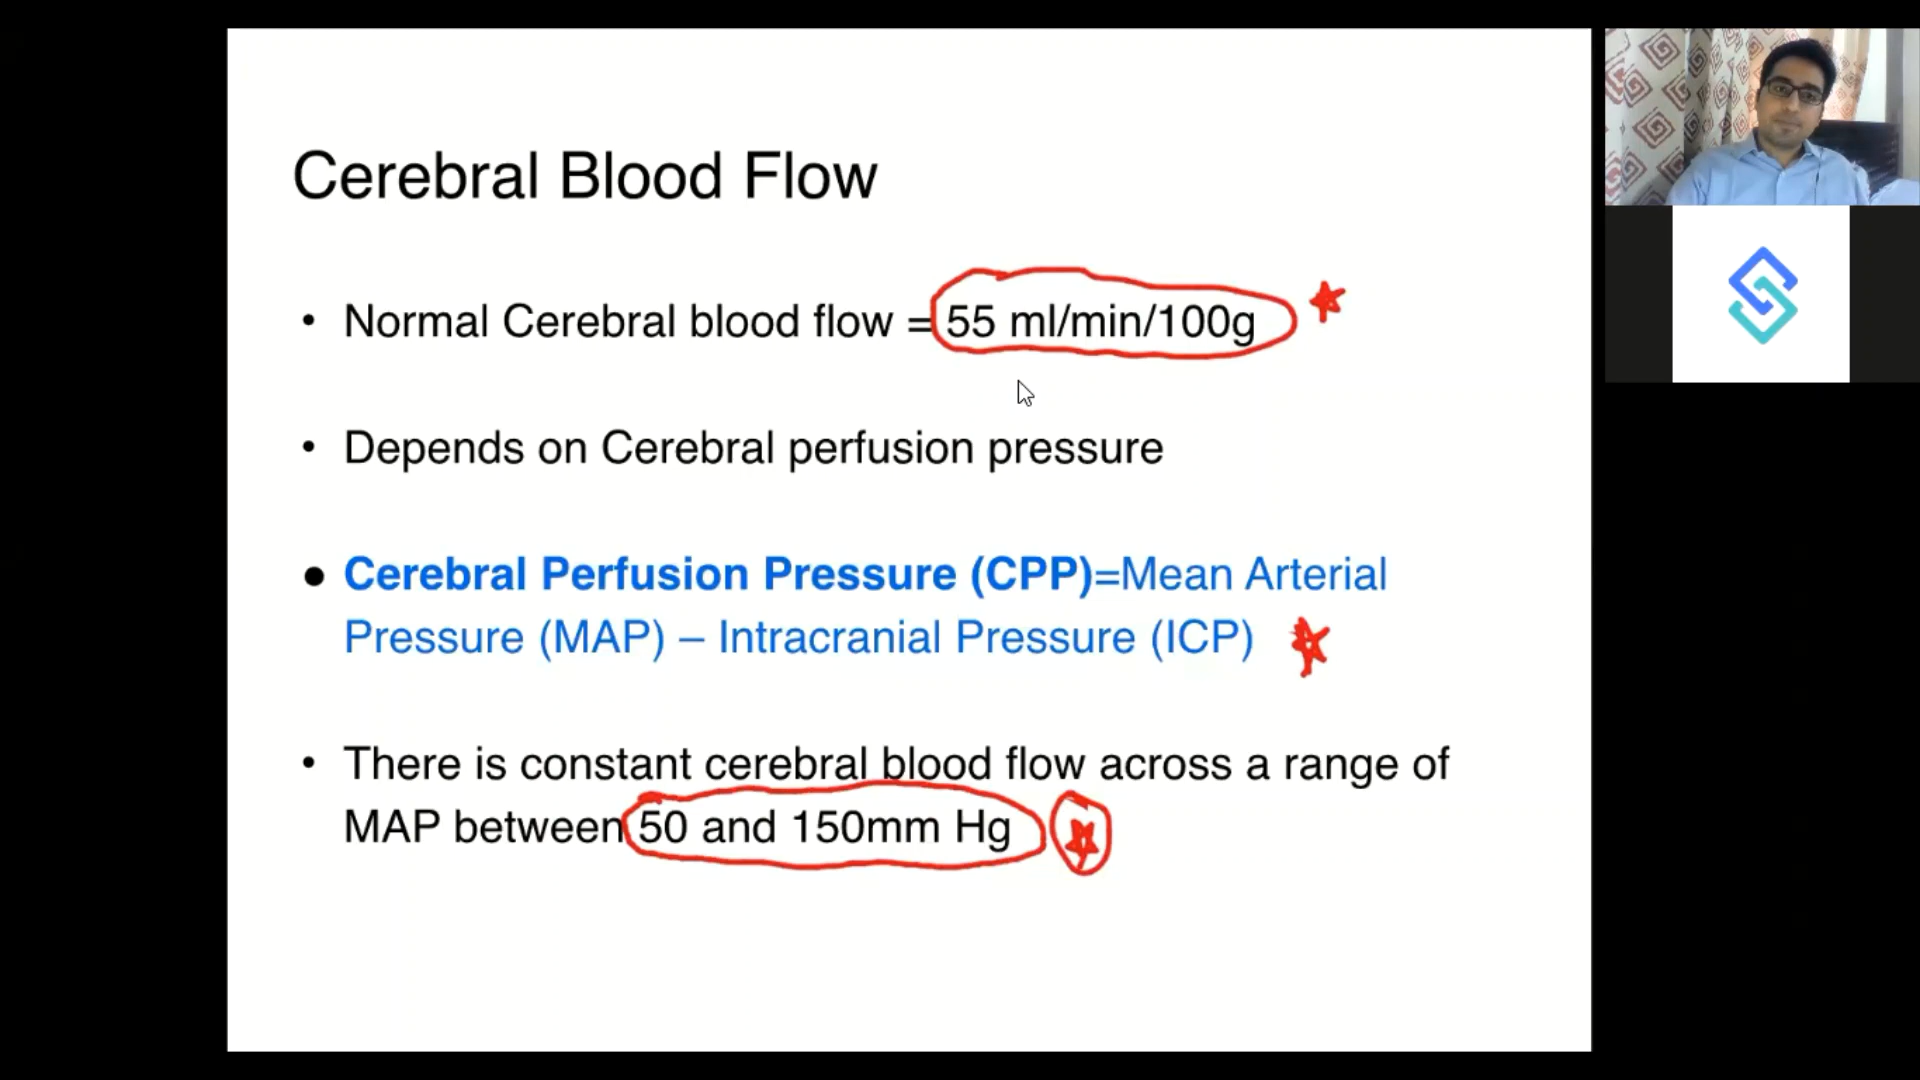 Cerebral Blood Flow
• Normal Cerebral blood flow = 55 ml/min/100g
• Depends on Cerebral perfusion pressure
• Cerebral Perfusion Pressure (CPP)=Mean Arterial
Pressure (MAP) – Intracranial Pressure (ICP)
• There is constant cerebral blood flow across a range of
MAP between 50 and 150mm Hg